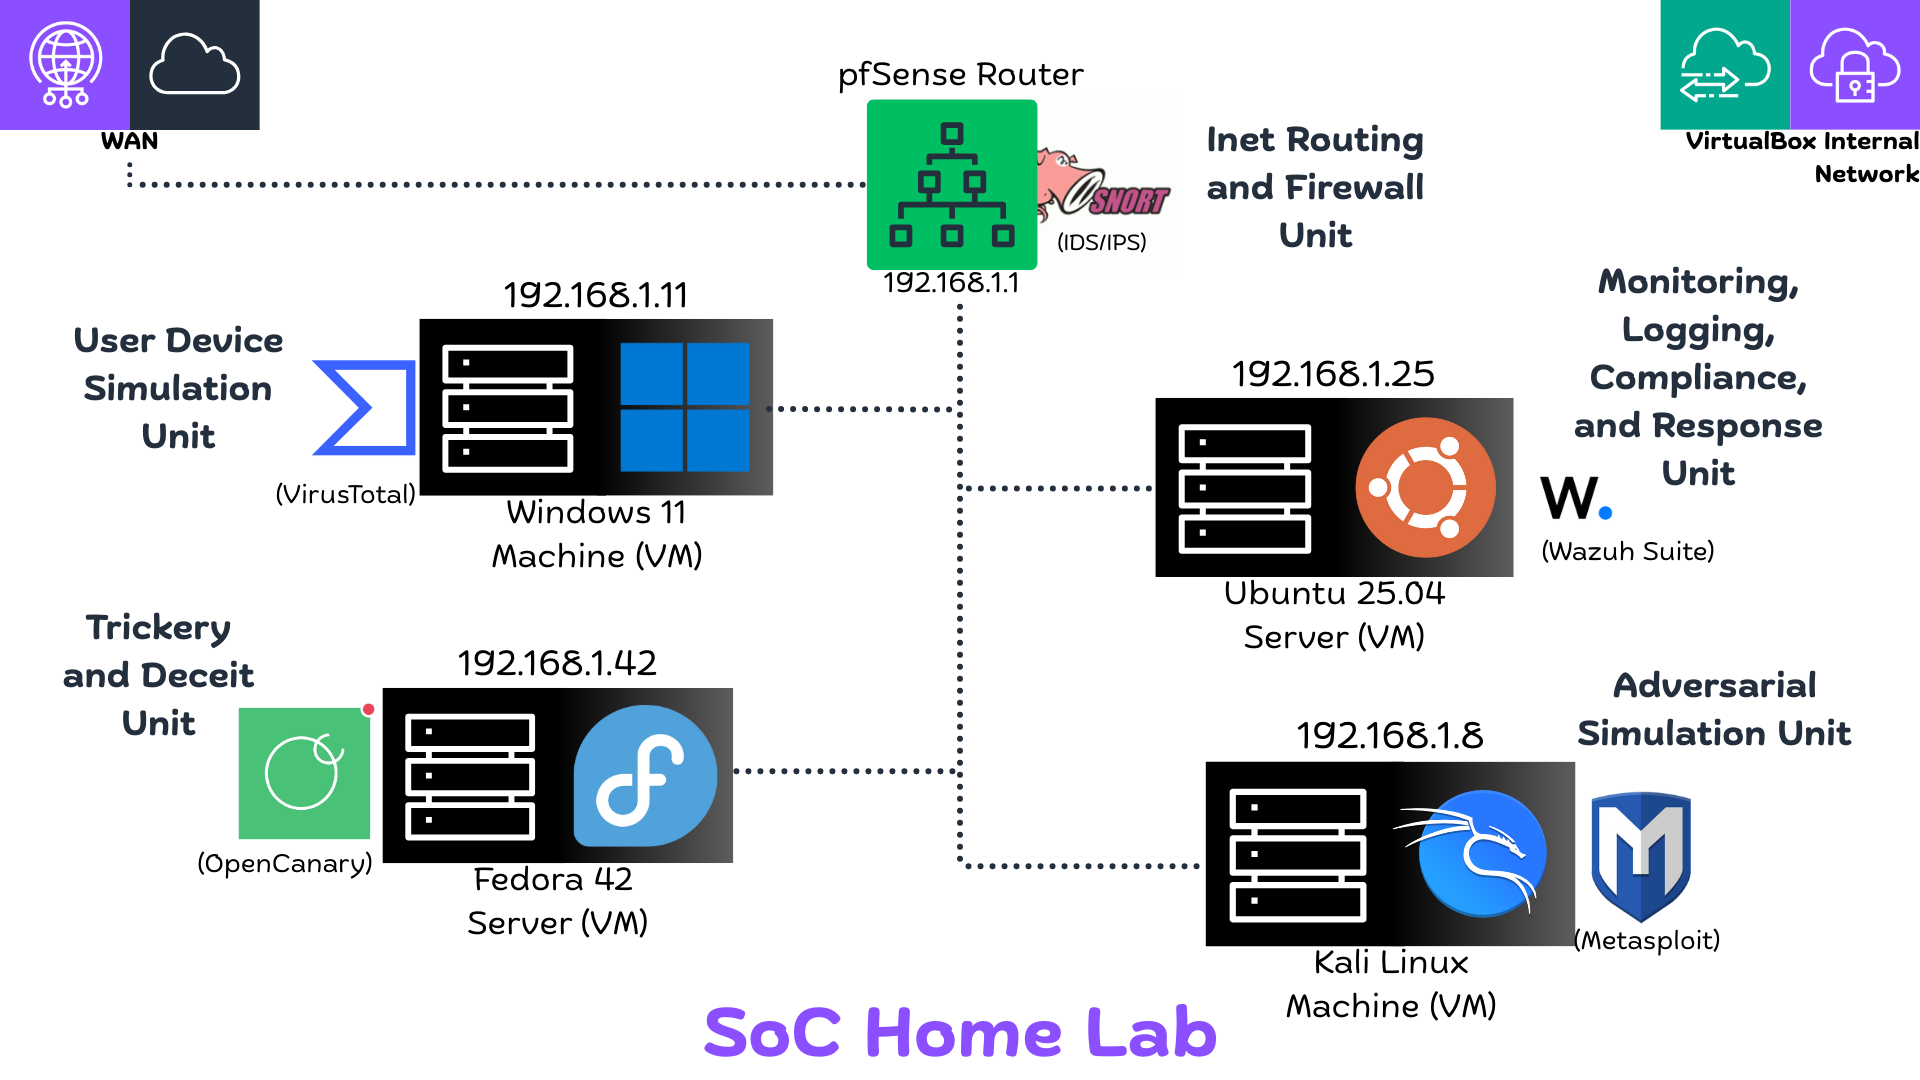 WAN
pfSense Router
SNORT
(IDS/IPS)
192.168.1.1
Inet Routing
and Firewall
Unit
VirtualBox Internal
Network
User Device
Simulation
Unit
(VirusTotal)
192.168.1.11
Windows 11
Machine (VM)
Monitoring,
Logging,
Compliance,
and Response
Unit
192.168.1.25
W.
(Wazuh Suite)
Ubuntu 25.04
Server (VM)
Trickery
and Deceit
Unit
(OpenCanary)
192.168.1.42
Fedora 42
Server (VM)
Adversarial
Simulation Unit
192.168.1.8
M
(Metasploit)
Kali Linux
Machine (VM)
SoC Home Lab